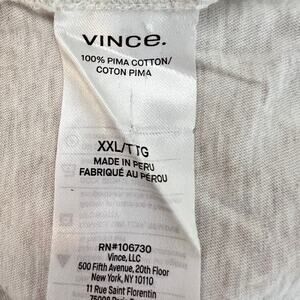 VINCE.
100% PIMA COTTON/
COTON PIMA
XXL/TTG
MADE IN PERU
FABRIQUÉ AU PÉROU
RN#106730
Vince, LLC
500 Fifth Avenue, 20th Floor
New York, NY 10110
11 Rue Saint Florentin